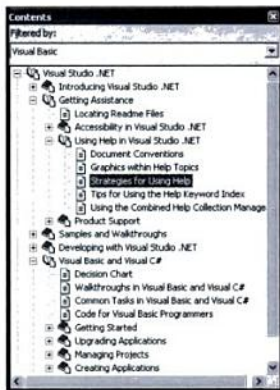 Contents
Filtered by:
Visual Basic
Visual Studio .NET
Introducing Visual Studio .NET
Getting Assistance
Locating Readme Files
Accessibility in Visual Studio .NET
Using Help in Visual Studio .NET
Document Conventions
Graphics within Help Topics
Strategies for Using Help
Tips for Using the Help Keyword Index
Using the Combined Help Collection Manage
Product Support
Samples and Walkthroughs
Developing with Visual Studio .NET
Visual Basic and Visual C#
Decision Chart
Walkthroughs in Visual Basic and Visual C#
Common Tasks in Visual Basic and Visual C#
Code for Visual Basic Programmers
Getting Started
Upgrading Applications
Managing Projects
Creating Applications